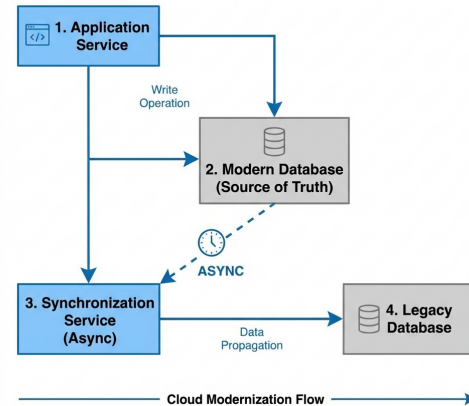 1. Application
Service
Write
Operation
2. Modern Database
(Source of Truth)
ASYNC
3. Synchronization
Service
(Async)
Data
Propagation
4. Legacy
Database
Cloud Modernization Flow